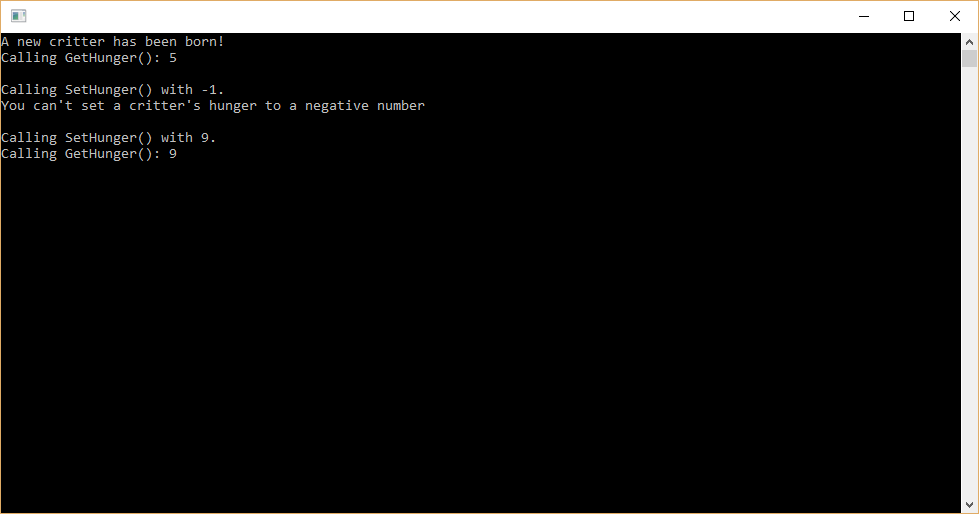 A new critter has been born!
Calling GetHunger(): 5
Calling SetHunger() with -1.
You can't set a critter's hunger to a negative number
Calling SetHunger() with 9.
Calling GetHunger(): 9